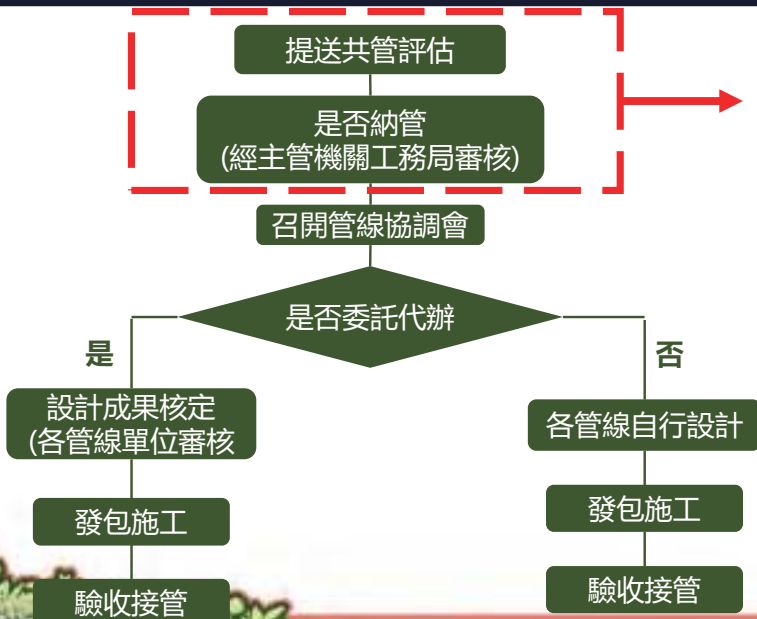 提送共管評估
是否納管
(經主管機關工務局審核)
召開管線協調會
是否委託代辦
是
否
設計成果核定
(各管線單位審核
各管線自行設計
發包施工
發包施工
驗收接管
驗收接管